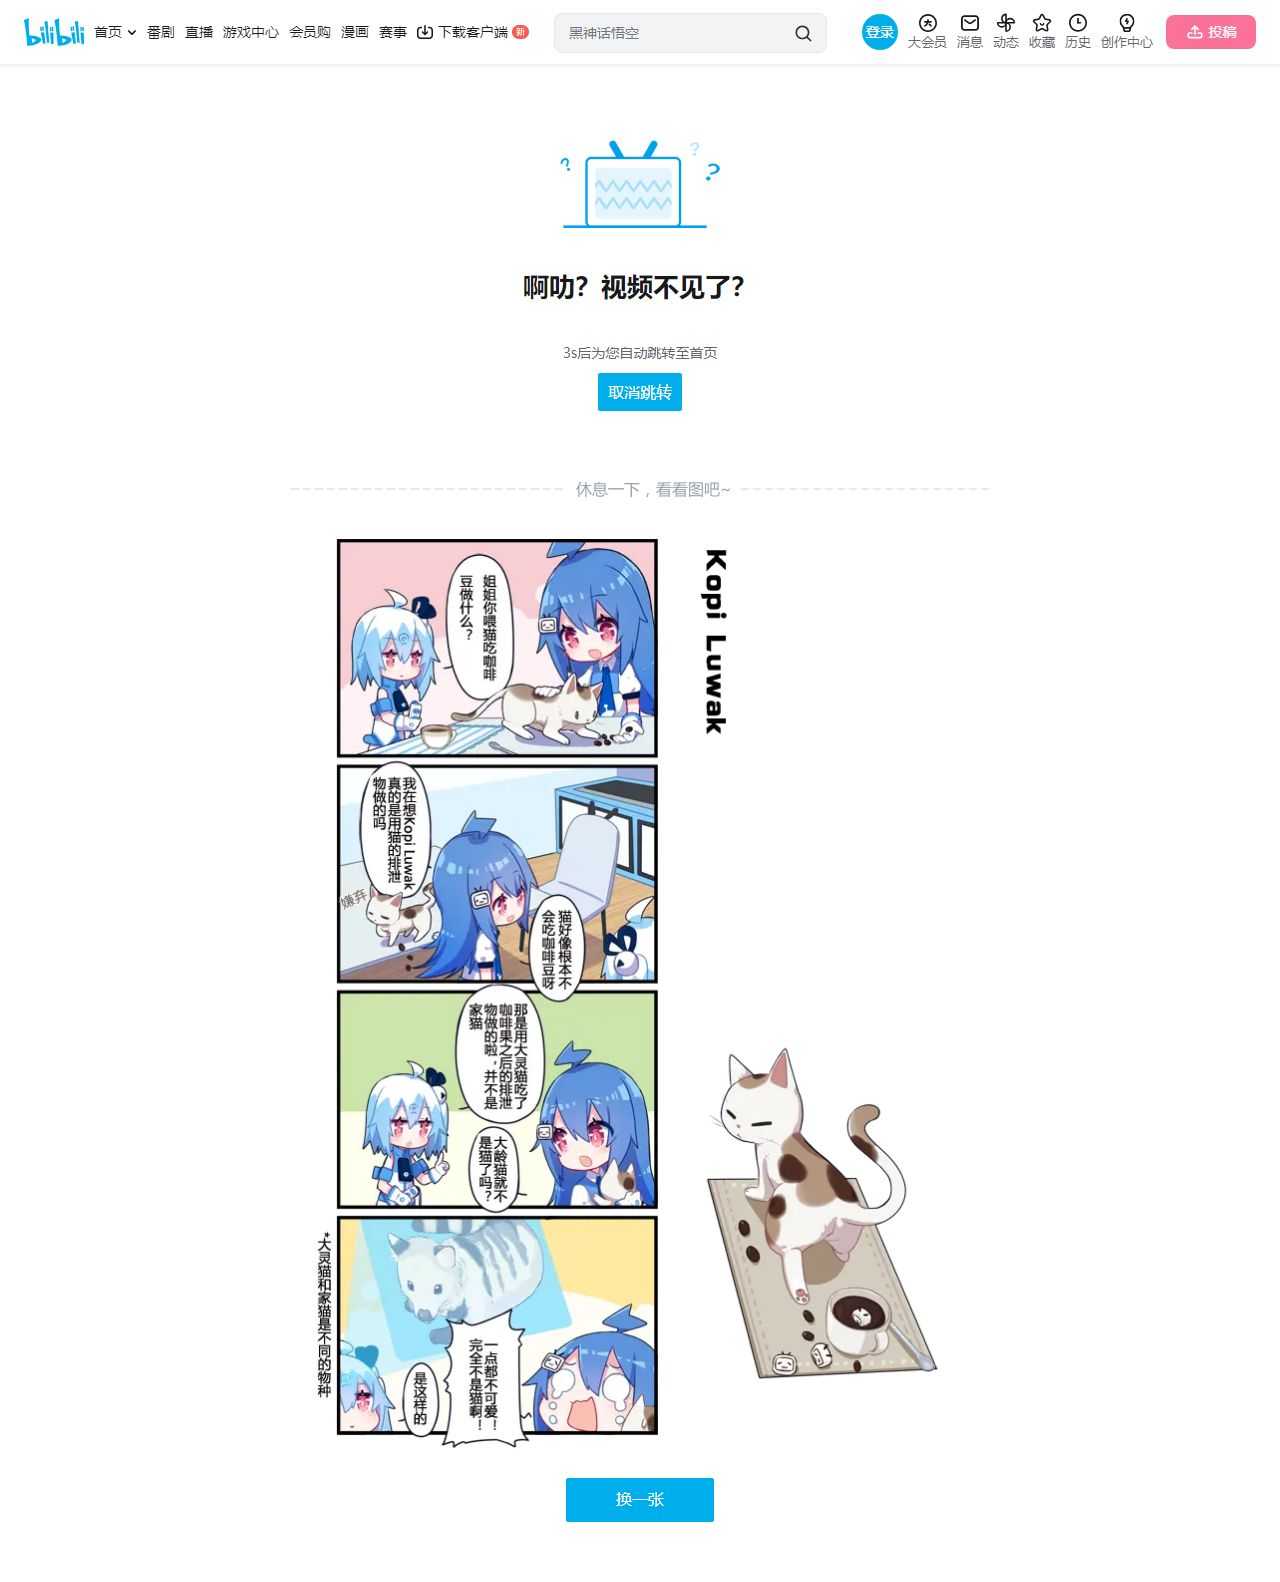 bilibili
首页
番剧
直播
游戏中心
会员购
漫画
赛事
下载客户端
新
黑神话悟空
登录
大会员
消息
动态
收藏
历史
创作中心
投稿
?
?
?
啊叻？视频不见了？
3s后为您自动跳转至首页
取消跳转
休息一下，看看图吧~
Kopi Luwak
姐姐你喂猫吃咖啡
豆做什么？
我在想Kopi Luwak
真的是用猫的排泄
物做的吗
嫌弃
猫好像根本不
会吃咖啡豆呀
那是用大灵猫吃了
咖啡果之后的排泄
物做的啦，并不是
家猫
大龄猫就不
是猫了吗？
*大灵猫和家猫是不同的物种
一点都不可爱！
完全不是猫啊！
是这样的
换一张